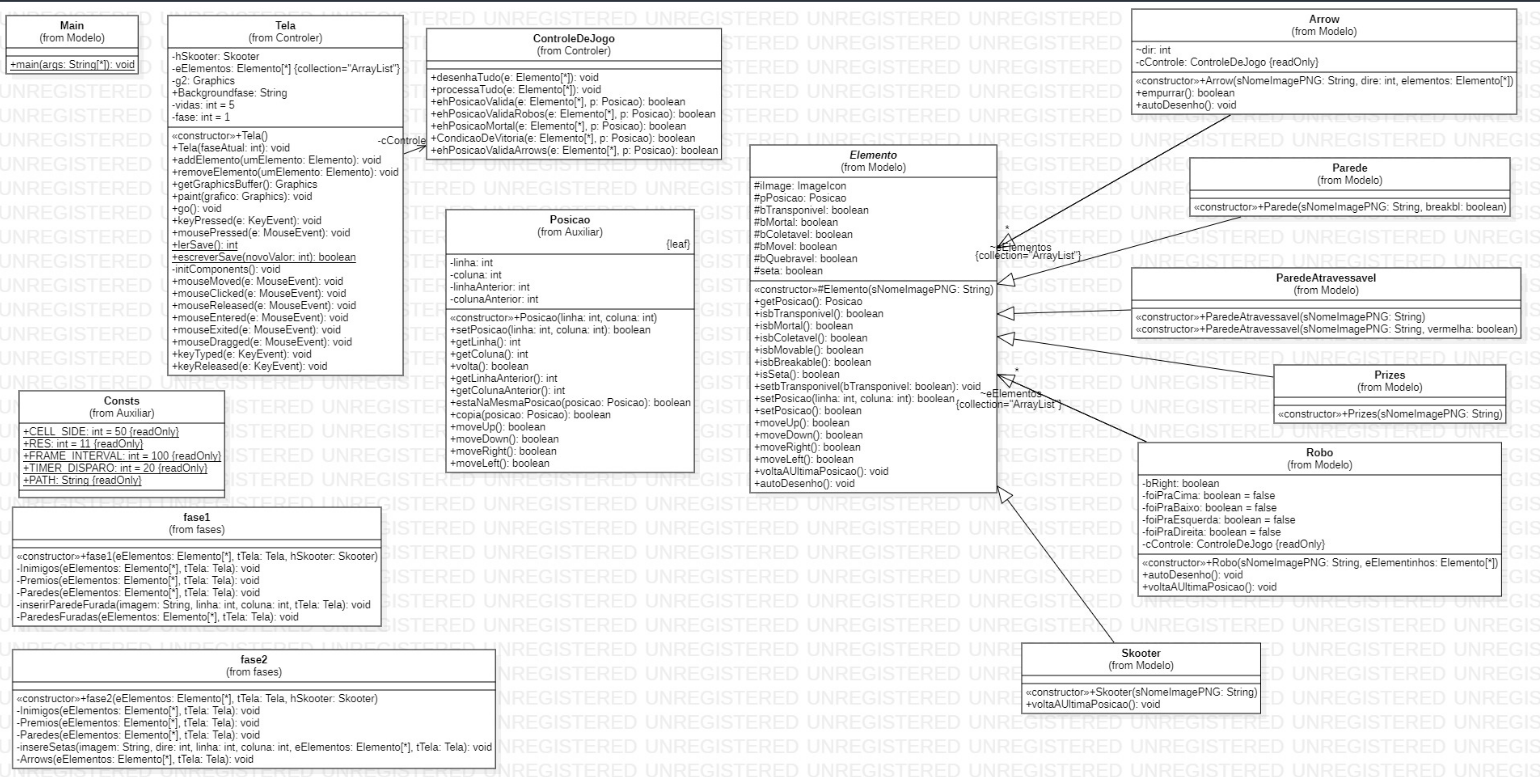 Main
(from Modelo)
+main(args: String[*]): void
Tela
(from Controler)
-hSkooter: Skooter
-eElementos: Elemento[*] {collection="ArrayList"}
-g2: Graphics
+Backgroundfase: String
-vidas: int = 5
-fase: int = 1
«constructor»+Tela()
+Tela(faseAtual: int): void
+addElemento(umElemento: Elemento): void
+removeElemento(umElemento: Elemento): void
+getGraphicsBuffer(): Graphics
+paint(grafico: Graphics): void
+go(): void
+keyPressed(e: KeyEvent): void
+mousePressed(e: MouseEvent): void
+lerSave(): int
+escreverSave(novoValor: int): boolean
-initComponents(): void
+mouseMoved(e: MouseEvent): void
+mouseClicked(e: MouseEvent): void
+mouseReleased(e: MouseEvent): void
+mouseEntered(e: MouseEvent): void
+mouseExited(e: MouseEvent): void
+mouseDragged(e: MouseEvent): void
+keyTyped(e: KeyEvent): void
+keyReleased(e: KeyEvent): void
-cControle
ControleDeJogo
(from Controler)
+desenhaTudo(e: Elemento[*]): void
+processaTudo(e: Elemento[*]): void
+ehPosicaoValida(e: Elemento[*], p: Posicao): boolean
+ehPosicaoValidaRobos(e: Elemento[*], p: Posicao): boolean
+ehPosicaoMortal(e: Elemento[*], p: Posicao): boolean
+CondicaoDeVitoria(e: Elemento[*], p: Posicao): boolean
+ehPosicaoValidaArrows(e: Elemento[*], p: Posicao): boolean
Posicao
(from Auxiliar)
{leaf}
-linha: int
-coluna: int
-linhaAnterior: int
-colunaAnterior: int
«constructor»+Posicao(linha: int, coluna: int)
+setPosicao(linha: int, coluna: int): boolean
+getLinha(): int
+getColuna(): int
+volta(): boolean
+getLinhaAnterior(): int
+getColunaAnterior(): int
+estaNaMesmaPosicao(posicao: Posicao): boolean
+copia(posicao: Posicao): boolean
+moveUp(): boolean
+moveDown(): boolean
+moveRight(): boolean
+moveLeft(): boolean
Elemento
(from Modelo)
#iImage: ImageIcon
#pPosicao: Posicao
#bTransponivel: boolean
#bMortal: boolean
#bColetavel: boolean
#bMovel: boolean
#bQuebravel: boolean
#seta: boolean
«constructor»#Elemento(sNomeImagePNG: String)
+getPosicao(): Posicao
+isbTransponivel(): boolean
+isbMortal(): boolean
+isbColetavel(): boolean
+isbMovable(): boolean
+isbBreakable(): boolean
+isSeta(): boolean
+setbTransponivel(bTransponivel: boolean): void
+setPosicao(linha: int, coluna: int): boolean
+setPosicao(): boolean
+moveUp(): boolean
+moveDown(): boolean
+moveRight(): boolean
+moveLeft(): boolean
+voltaAUltimaPosicao(): void
+autoDesenho(): void
*
~eElementos
{collection="ArrayList"}
*
~eElementos
{collection="ArrayList"}
Arrow
(from Modelo)
~dir: int
-cControle: ControleDeJogo {readOnly}
«constructor»+Arrow(sNomeImagePNG: String, dire: int, elementos: Elemento[*])
+empurrar(): boolean
+autoDesenho(): void
Parede
(from Modelo)
«constructor»+Parede(sNomeImagePNG: String, breakbl: boolean)
ParedeAtravessavel
(from Modelo)
«constructor»+ParedeAtravessavel(sNomeImagePNG: String)
«constructor»+ParedeAtravessavel(sNomeImagePNG: String, vermelha: boolean)
Prizes
(from Modelo)
«constructor»+Prizes(sNomeImagePNG: String)
Robo
(from Modelo)
-bRight: boolean
-foiPraCima: boolean = false
-foiPraBaixo: boolean = false
-foiPraEsquerda: boolean = false
-foiPraDireita: boolean = false
-cControle: ControleDeJogo {readOnly}
«constructor»+Robo(sNomeImagePNG: String, eElementinhos: Elemento[*])
+autoDesenho(): void
+voltaAUltimaPosicao(): void
Skooter
(from Modelo)
«constructor»+Skooter(sNomeImagePNG: String)
+voltaAUltimaPosicao(): void
Consts
(from Auxiliar)
+CELL_SIDE: int = 50 {readOnly}
+RES: int = 11 {readOnly}
+FRAME_INTERVAL: int = 100 {readOnly}
+TIMER_DISPARO: int = 20 {readOnly}
+PATH: String {readOnly}
fase1
(from fases)
«constructor»+fase1(eElementos: Elemento[*], tTela: Tela, hSkooter: Skooter)
-Inimigos(eElementos: Elemento[*], tTela: Tela): void
-Premios(eElementos: Elemento[*], tTela: Tela): void
-Paredes(eElementos: Elemento[*], tTela: Tela): void
-inserirParedeFurada(imagem: String, linha: int, coluna: int, tTela: Tela): void
-ParedesFuradas(eElementos: Elemento[*], tTela: Tela): void
fase2
(from fases)
«constructor»+fase2(eElementos: Elemento[*], tTela: Tela, hSkooter: Skooter)
-Inimigos(eElementos: Elemento[*], tTela: Tela): void
-Premios(eElementos: Elemento[*], tTela: Tela): void
-Paredes(eElementos: Elemento[*], tTela: Tela): void
-insereSetas(imagem: String, dire: int, linha: int, coluna: int, eElementos: Elemento[*], tTela: Tela): void
-Arrows(eElementos: Elemento[*], tTela: Tela): void